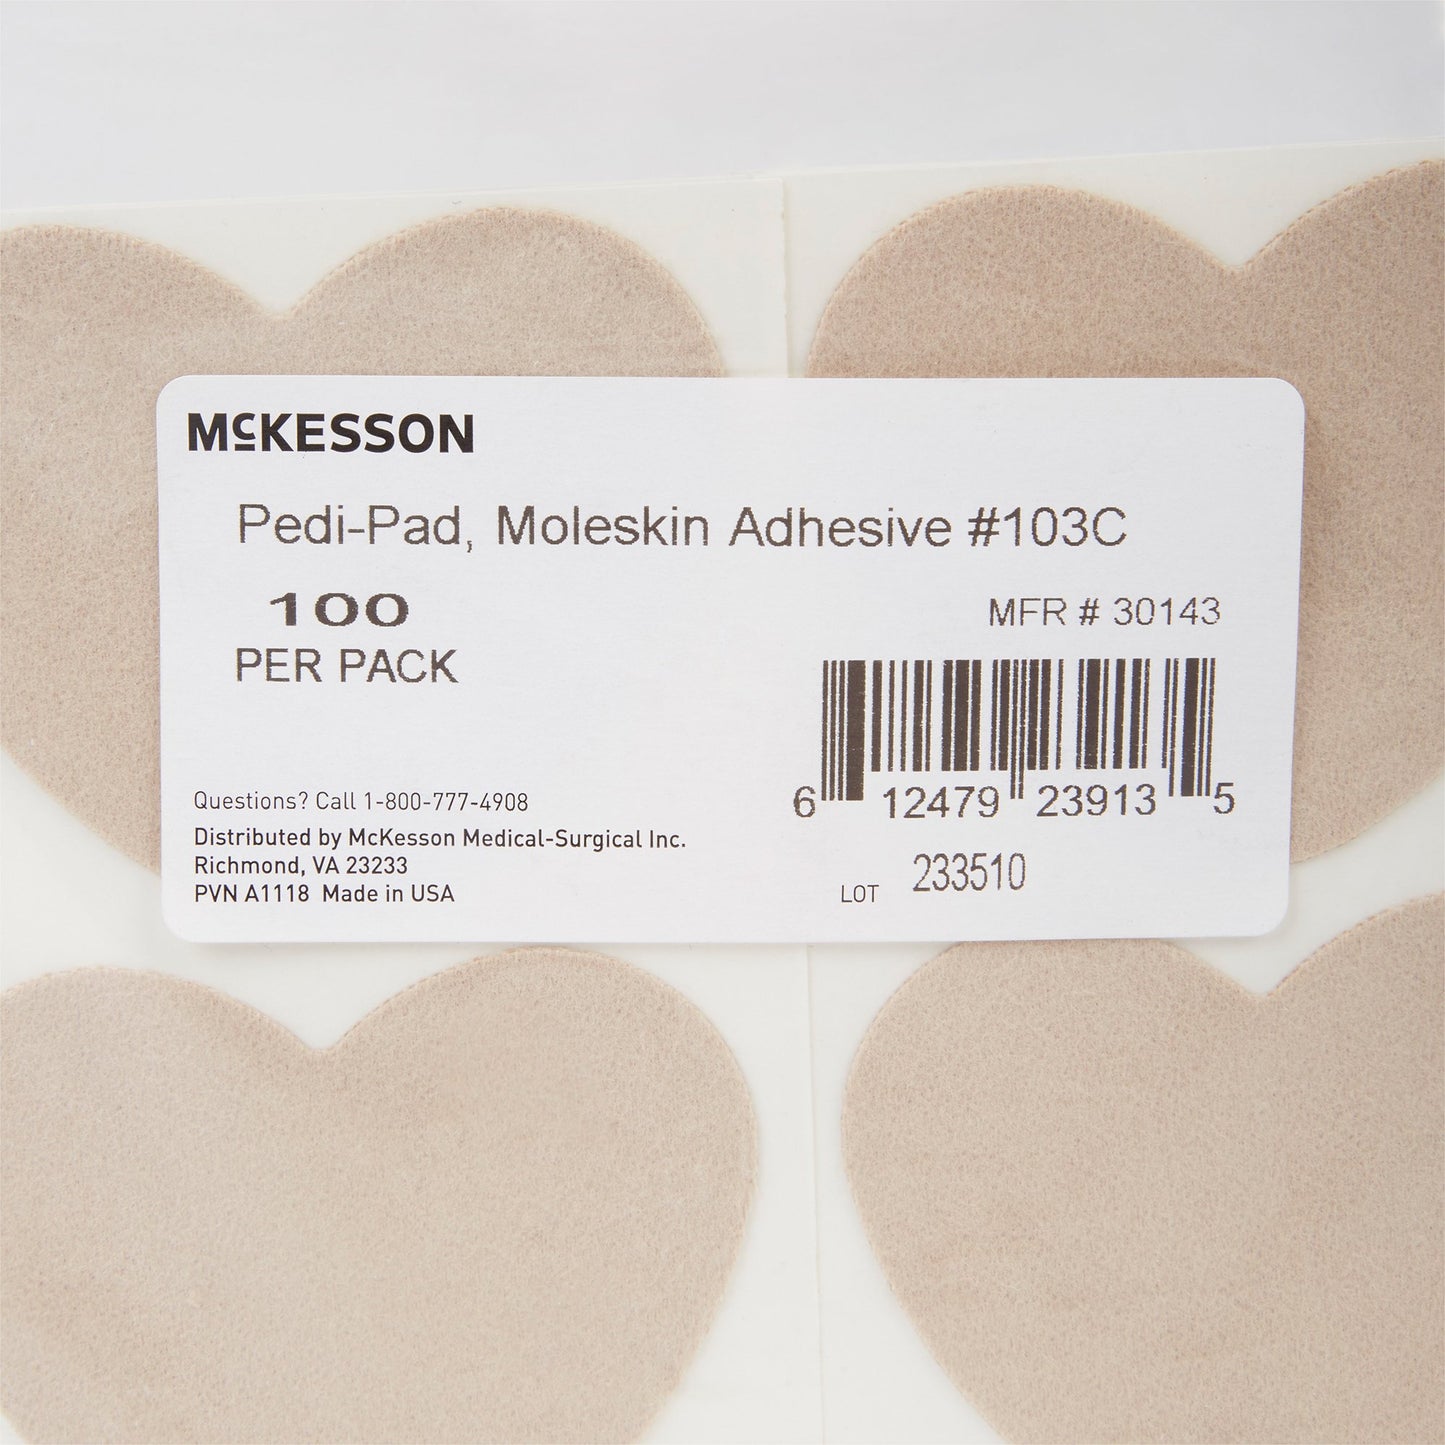 McKESSON
Pedi-Pad, Moleskin Adhesive #103C
100
PER PACK
MFR # 30143
6 12479 23913 5
Questions? Call 1-800-777-4908
Distributed by McKesson Medical-Surgical Inc.
Richmond, VA 23233
PVN A1118 Made in USA
LOT 233510